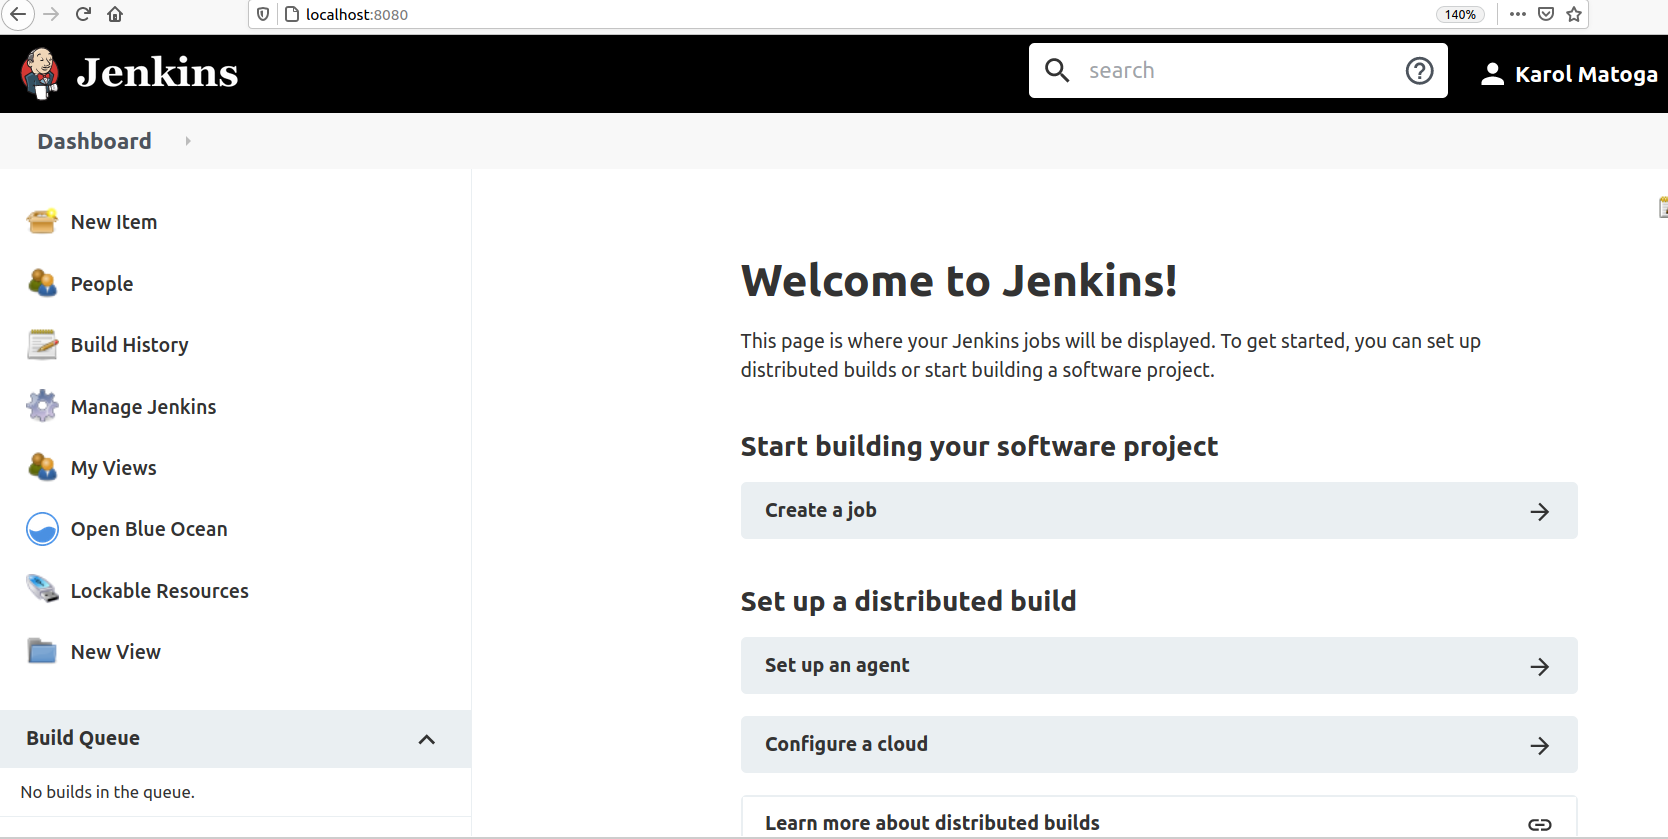 localhost:8080
140%
Jenkins
search
Karol Matoga
Dashboard
New Item
People
Build History
Manage Jenkins
My Views
Open Blue Ocean
Lockable Resources
New View
Build Queue
No builds in the queue.
Welcome to Jenkins!
This page is where your Jenkins jobs will be displayed. To get started, you can set up
distributed builds or start building a software project.
Start building your software project
Create a job
Set up a distributed build
Set up an agent
Configure a cloud
Learn more about distributed builds